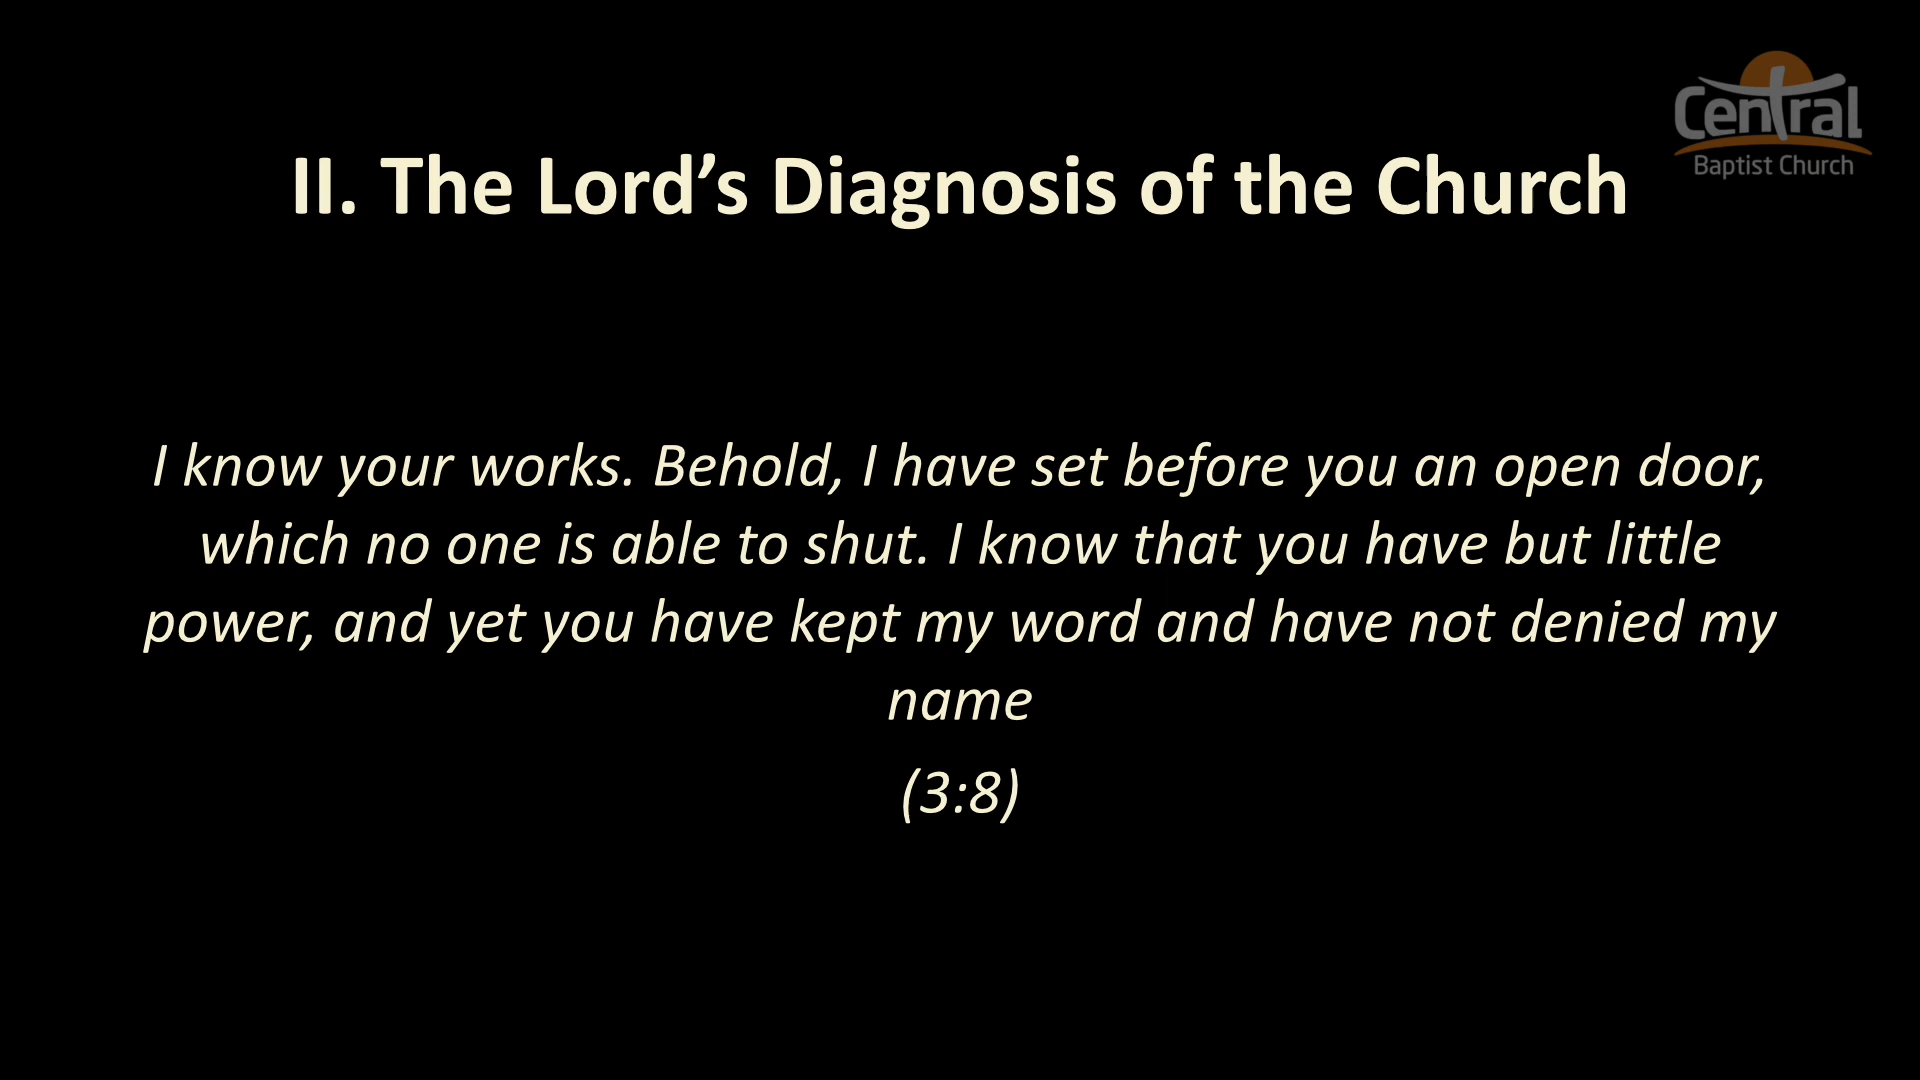 Central
Baptist Church
II. The Lord’s Diagnosis of the Church
I know your works. Behold, I have set before you an open door,
which no one is able to shut. I know that you have but little
power, and yet you have kept my word and have not denied my
name
(3:8)